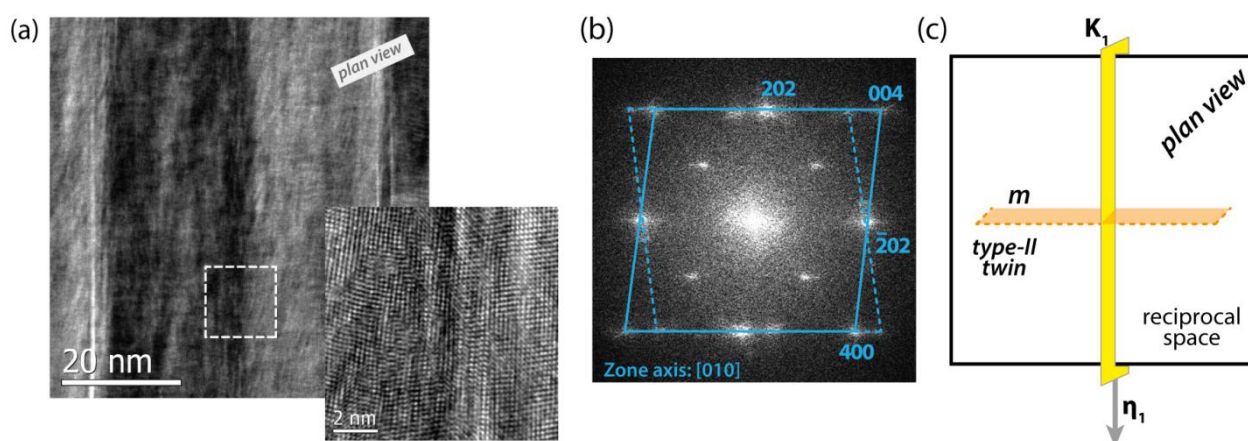 (a)
plan view
20 nm
2 nm
(b)
202
004
2̄02
400
Zone axis: [010]
(c)
K₁
plan view
m
type-II
twin
reciprocal
space
η₁